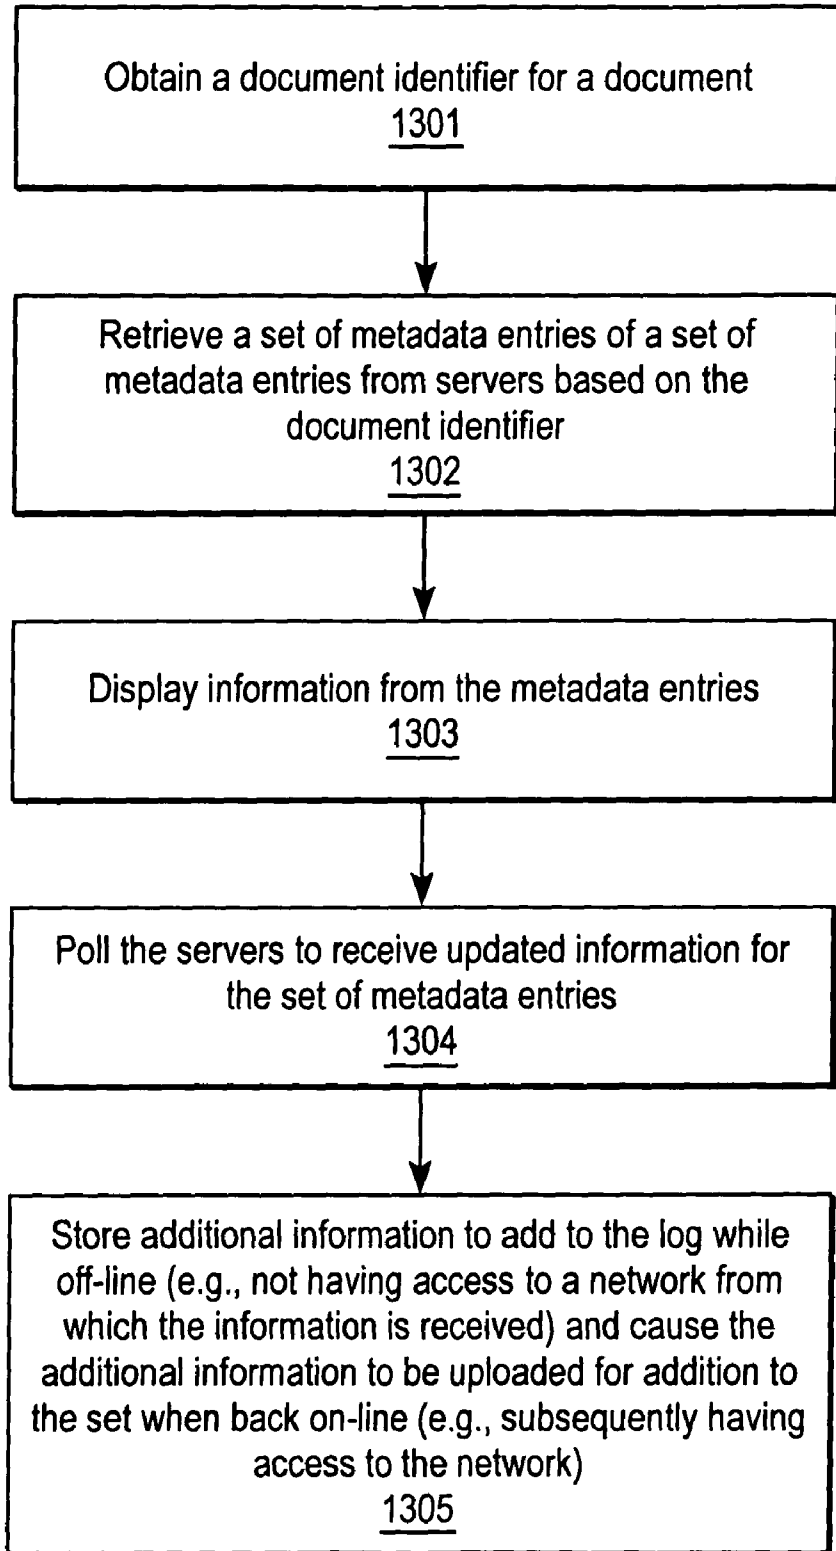 Obtain a document identifier for a document
1301
Retrieve a set of metadata entries of a set of
metadata entries from servers based on the
document identifier
1302
Display information from the metadata entries
1303
Poll the servers to receive updated information for
the set of metadata entries
1304
Store additional information to add to the log while
off-line (e.g., not having access to a network from
which the information is received) and cause the
additional information to be uploaded for addition to
the set when back on-line (e.g., subsequently having
access to the network)
1305